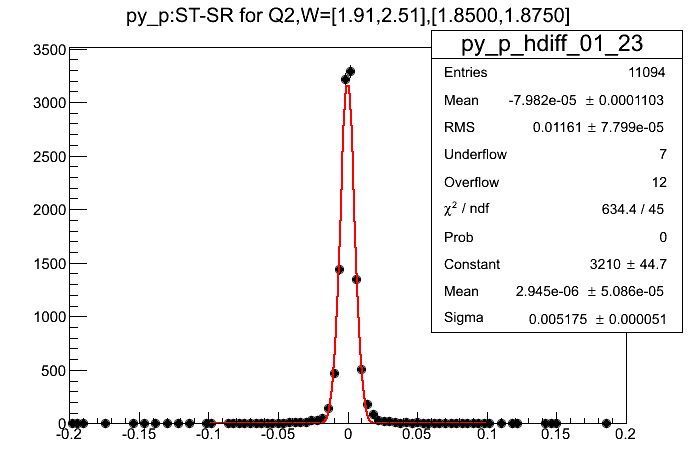 py_p:ST-SR for Q2,W=[1.91,2.51],[1.8500,1.8750]
py_p_hdiff_01_23
Entries 11094
Mean -7.982e-05 ± 0.0001103
RMS 0.01161 ± 7.799e-05
Underflow 7
Overflow 12
χ² / ndf 634.4 / 45
Prob 0
Constant 3210 ± 44.7
Mean 2.945e-06 ± 5.086e-05
Sigma 0.005175 ± 0.000051
3500
3000
2500
2000
1500
1000
500
0
-0.2 -0.15 -0.1 -0.05 0 0.05 0.1 0.15 0.2